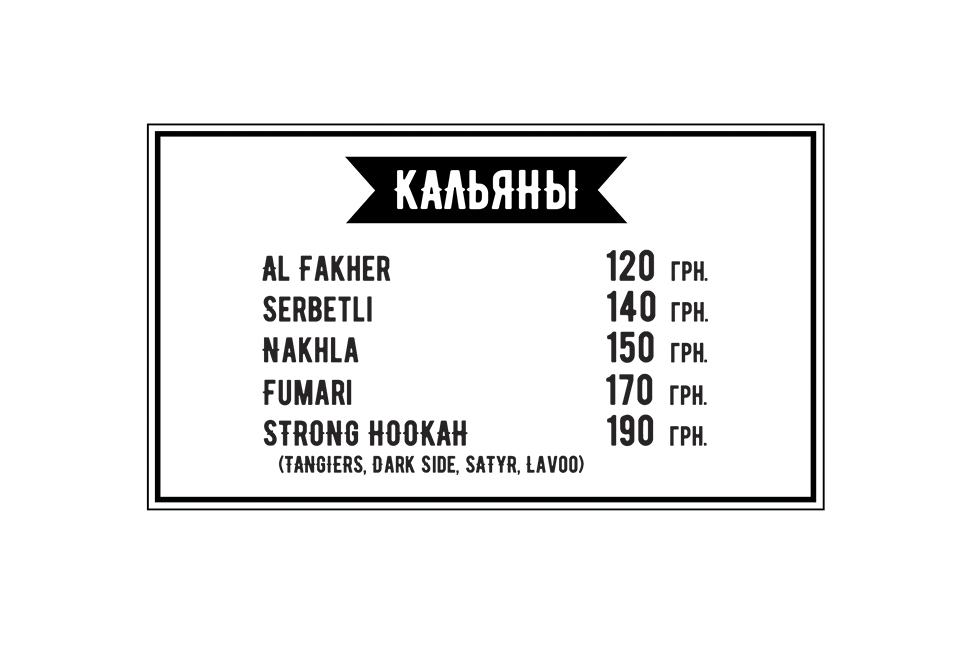 КАЛЬЯНЫ
AL FAKHER 120 ГРН.
SERBETLI 140 ГРН.
NAKHLA 150 ГРН.
FUMARI 170 ГРН.
STRONG HOOKAH 190 ГРН.
(TANGIERS, DARK SIDE, SATYR, LAVOO)